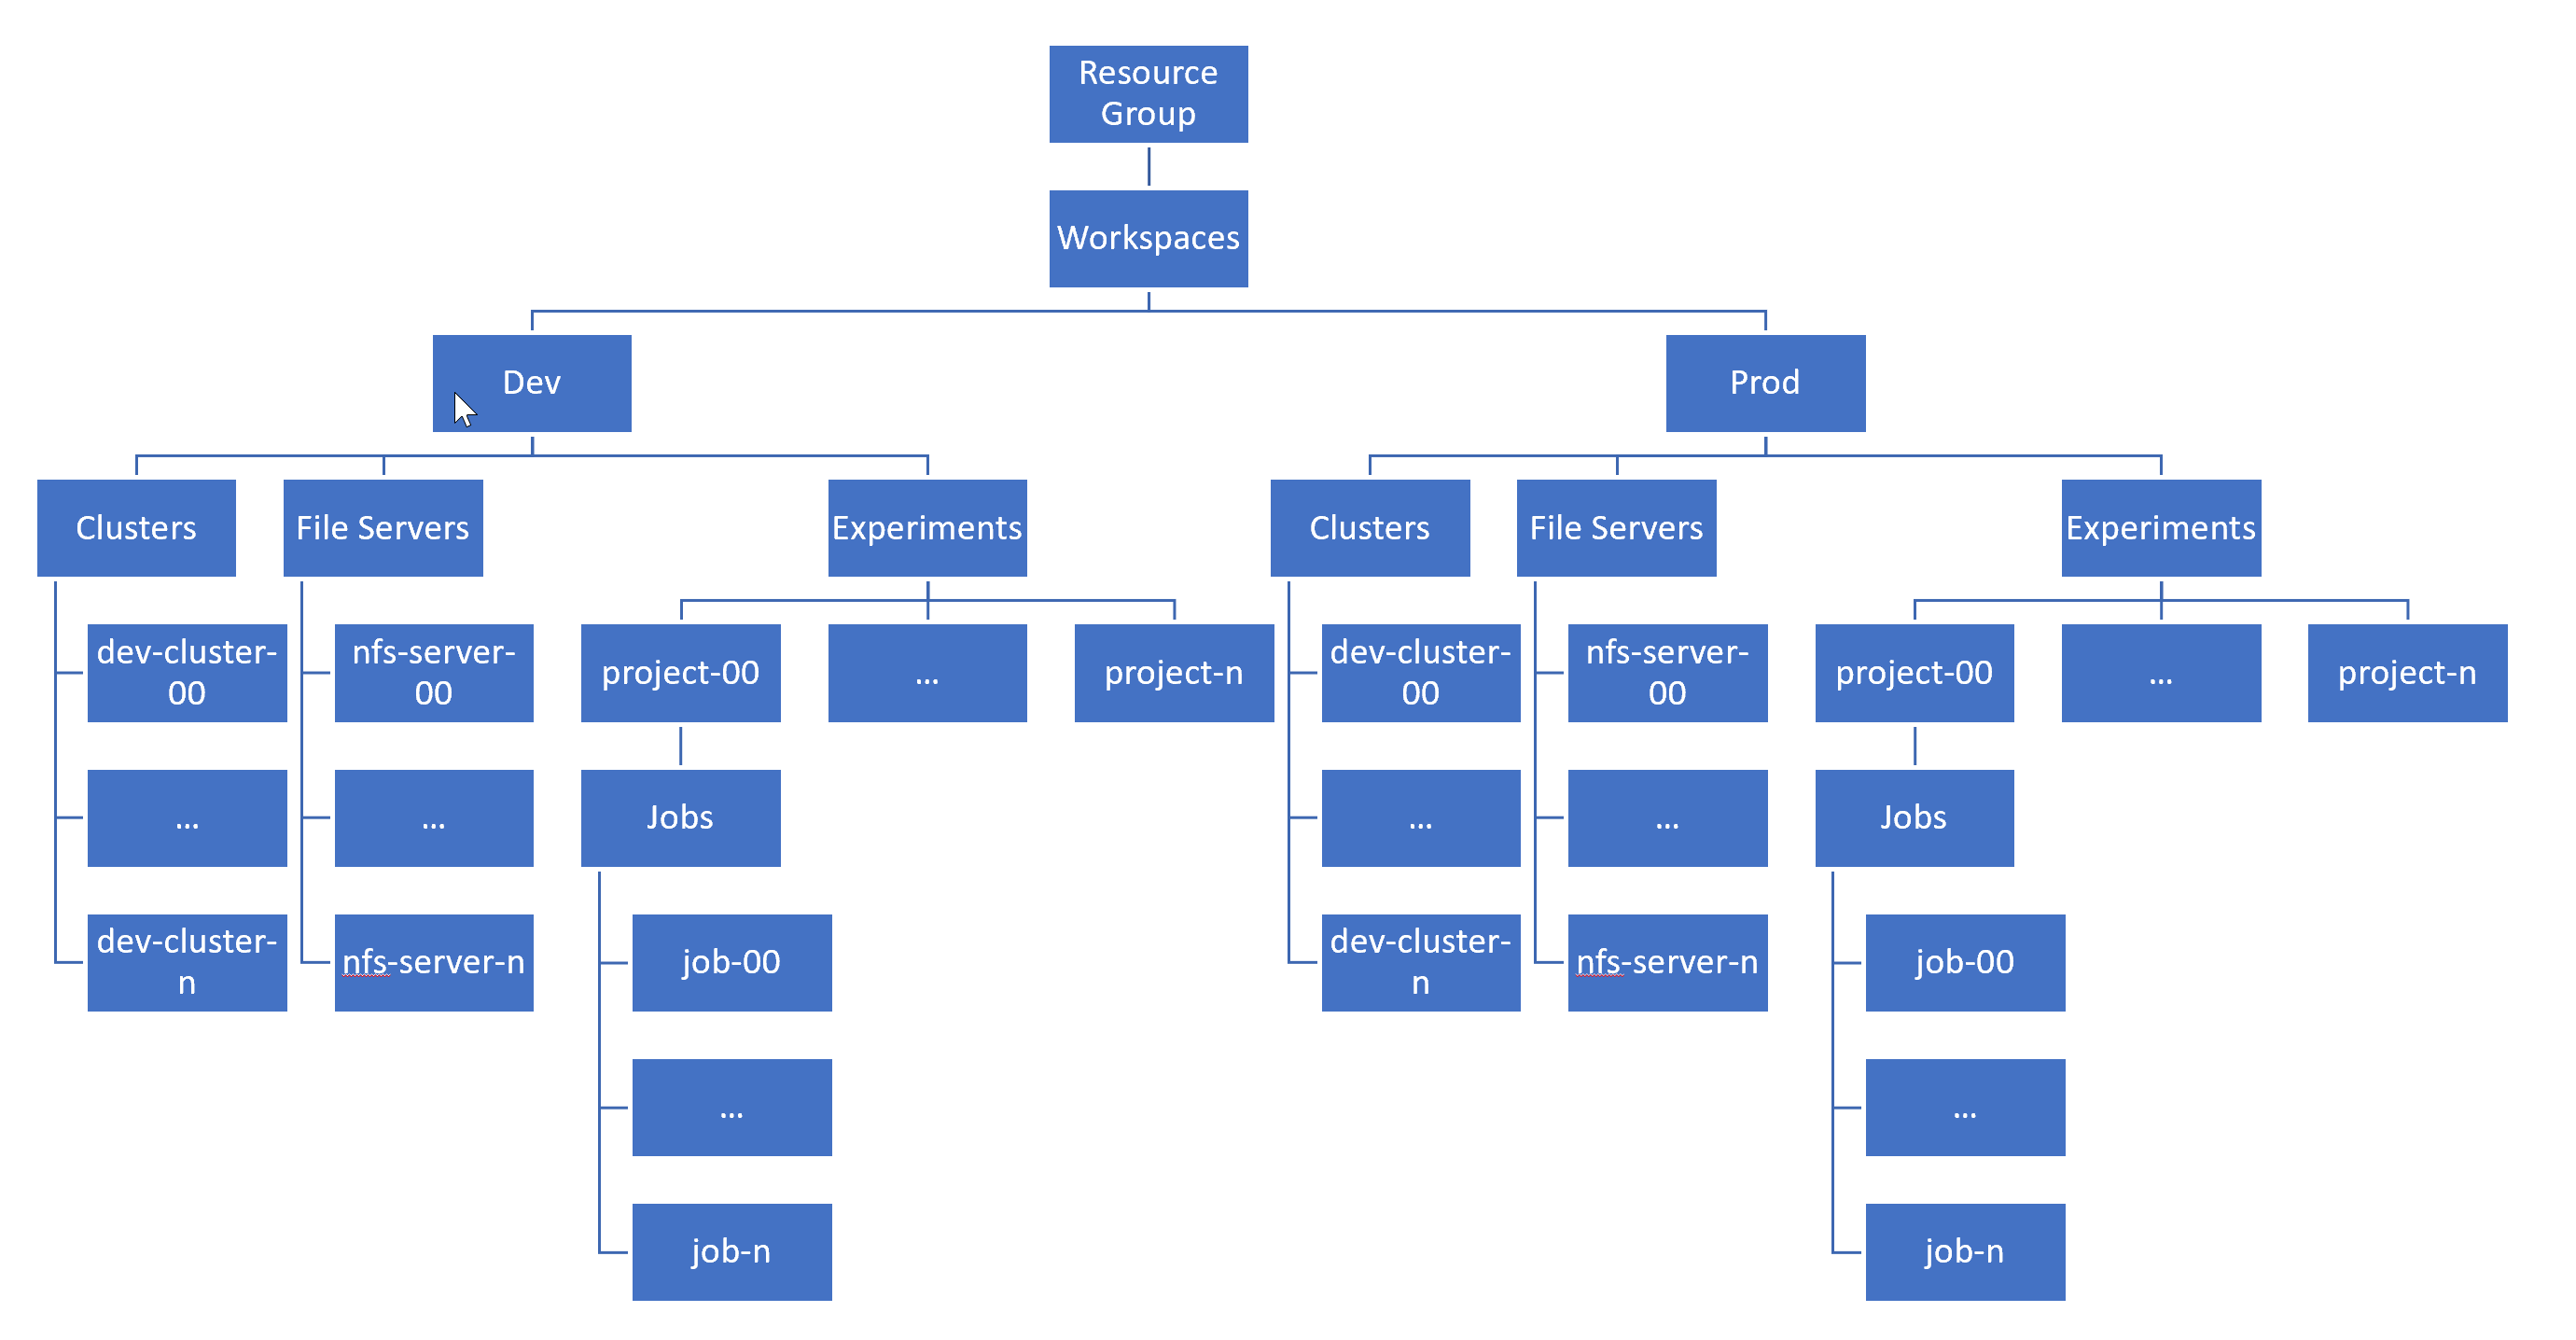 Resource
Group
Workspaces
Dev
Prod
Clusters
File Servers
Experiments
Clusters
File Servers
Experiments
dev-cluster-
00
nfs-server-
00
project-00
...
project-n
dev-cluster-
00
nfs-server-
00
project-00
...
project-n
...
...
Jobs
...
...
Jobs
dev-cluster-
n
nfs-server-n
job-00
dev-cluster-
n
nfs-server-n
job-00
...
...
job-n
job-n